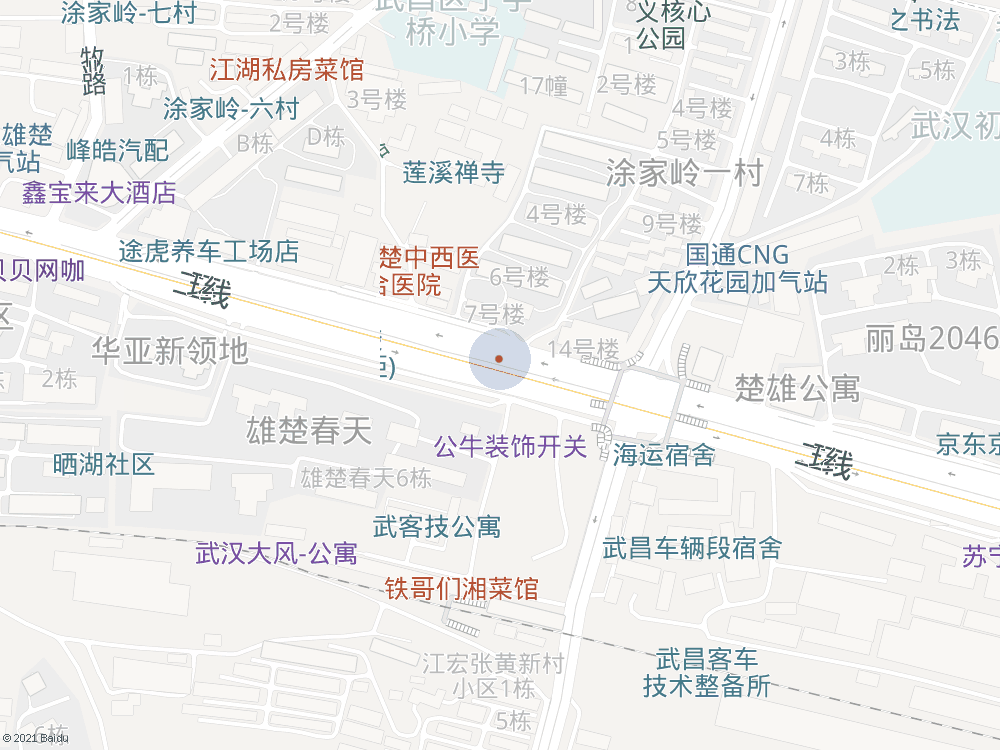 涂家岭-七村
2号楼
桥小学
8
义核心
公园
之书法
牧
路
1栋
江湖私房菜馆
3号楼
17幢
2号楼
1
3栋
5栋
涂家岭-六村
4号楼
雄楚
气站
峰皓汽配
B栋
D栋
5号楼
4栋
武汉初
莲溪禅寺
涂家岭一村
7栋
鑫宝来大酒店
4号楼
9号楼
途虎养车工场店
楚中西医
合医院
6号楼
国通CNG
天欣花园加气站
2栋
3栋
贝贝网咖
二环线
7号楼
区
华亚新领地
14号楼
丽岛2046
2栋
楚雄公寓
雄楚春天
公牛装饰开关
海运宿舍
二环线
京东京
晒湖社区
雄楚春天6栋
武客技公寓
武汉大风-公寓
武昌车辆段宿舍
苏宁
铁哥们湘菜馆
江宏张黄新村
小区1栋
武昌客车
技术整备所
5栋
6栋
© 2021 Baidu